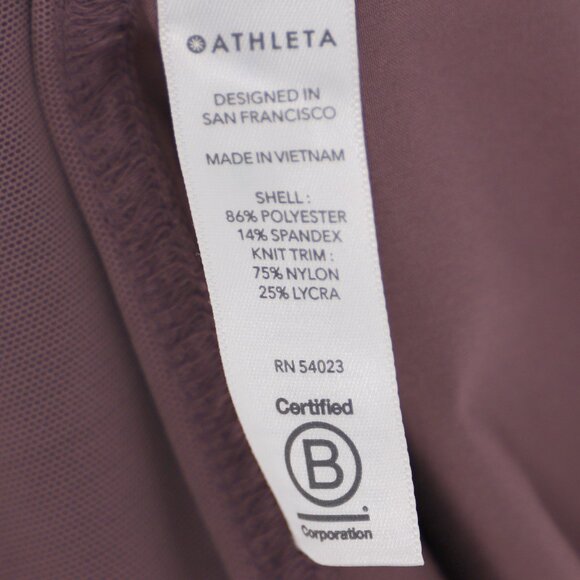 ATHLETA
DESIGNED IN
SAN FRANCISCO
MADE IN VIETNAM
SHELL :
86% POLYESTER
14% SPANDEX
KNIT TRIM :
75% NYLON
25% LYCRA
RN 54023
Certified
B
Corporation